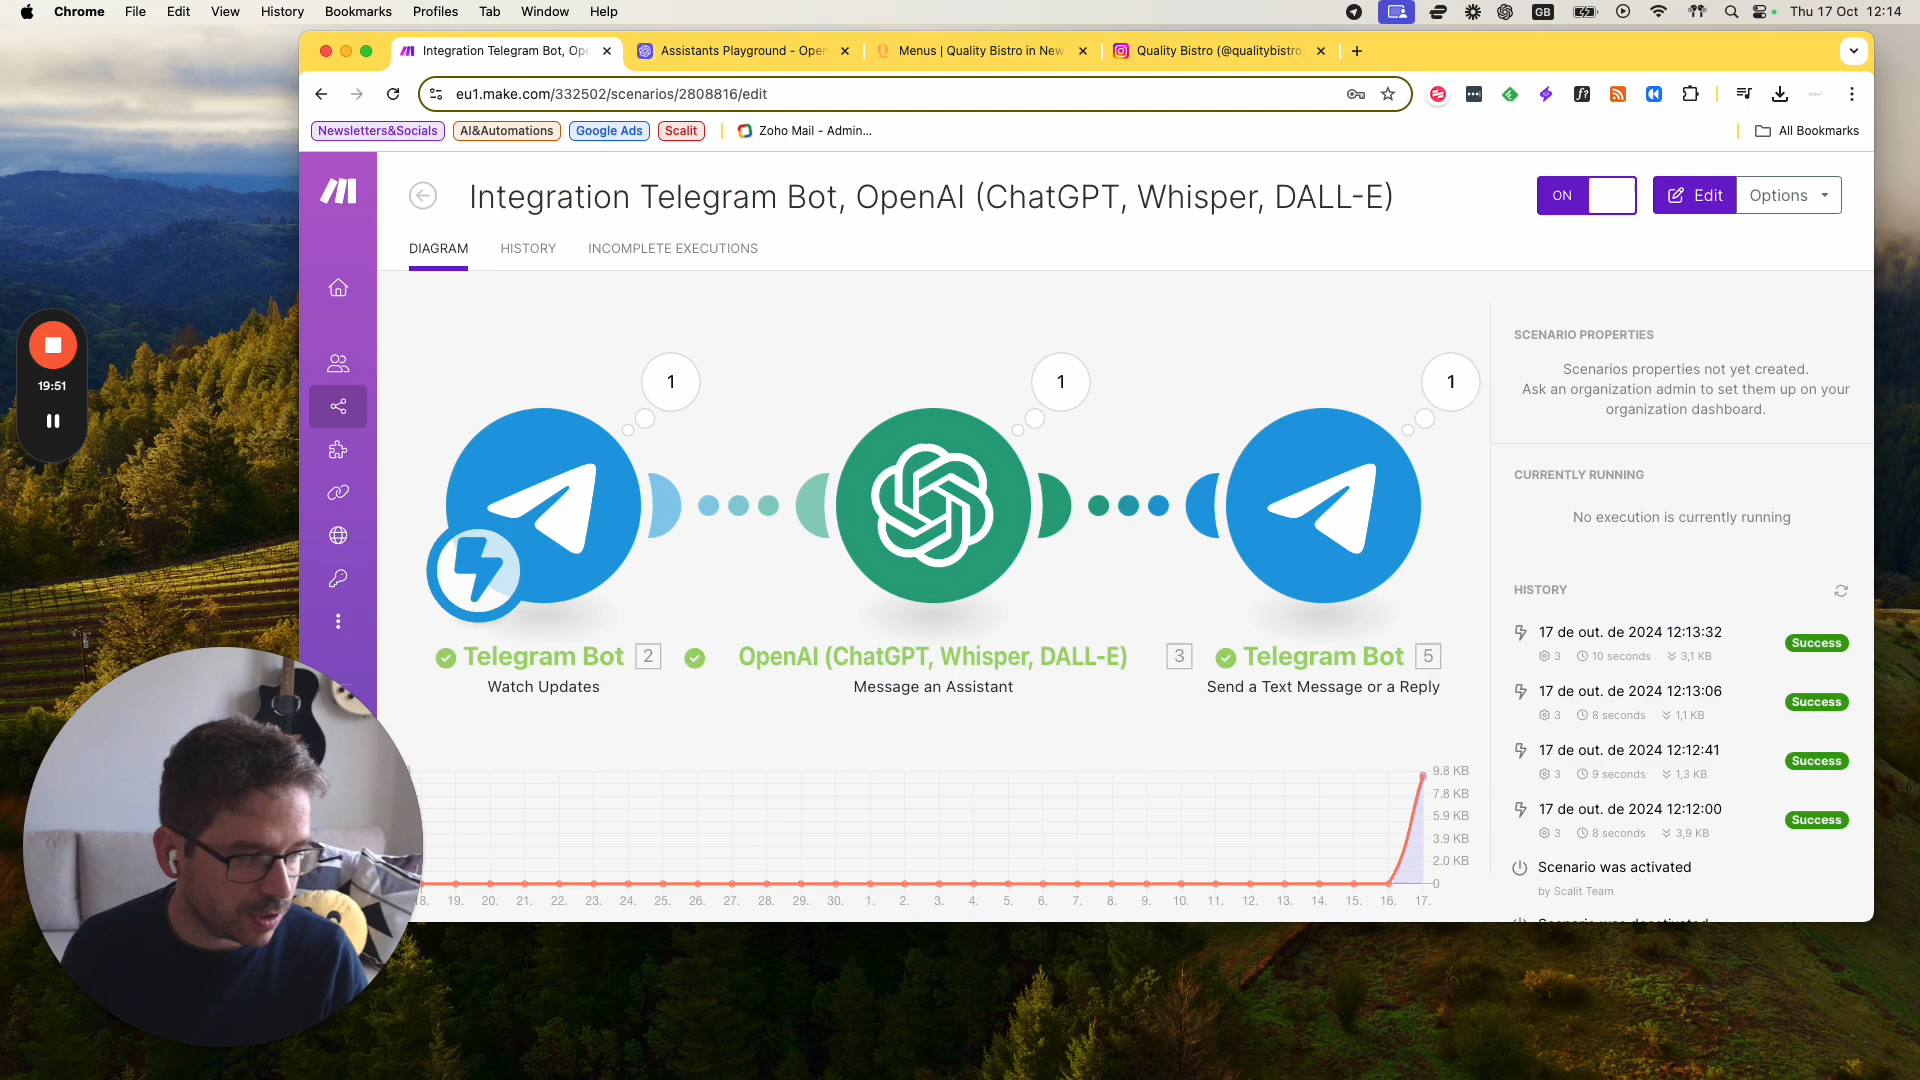 Chrome File Edit View History Bookmarks Profiles Tab Window Help
GB Thu 17 Oct 12:14
Integration Telegram Bot, Ope
Assistants Playground - Open
Menus | Quality Bistro in New
Quality Bistro (@qualitybistro
eu1.make.com/332502/scenarios/2808816/edit
Newsletters&Socials AI&Automations Google Ads Scalit Zoho Mail - Admin... All Bookmarks
Integration Telegram Bot, OpenAI (ChatGPT, Whisper, DALL-E)
ON Edit Options
DIAGRAM HISTORY INCOMPLETE EXECUTIONS
19:51
SCENARIO PROPERTIES
Scenarios properties not yet created.
Ask an organization admin to set them up on your
organization dashboard.
1 1 1
CURRENTLY RUNNING
No execution is currently running
HISTORY
17 de out. de 2024 12:13:32
3 10 seconds 3,1 KB
Success
17 de out. de 2024 12:13:06
3 8 seconds 1,1 KB
Success
17 de out. de 2024 12:12:41
3 9 seconds 1,3 KB
Success
17 de out. de 2024 12:12:00
3 8 seconds 3,9 KB
Success
Scenario was activated
by Scalit Team
Scenario was deactivated
Telegram Bot 2
Watch Updates
OpenAI (ChatGPT, Whisper, DALL-E) 3
Message an Assistant
Telegram Bot 5
Send a Text Message or a Reply
9.8 KB
7.8 KB
5.9 KB
3.9 KB
2.0 KB
0
18. 19. 20. 21. 22. 23. 24. 25. 26. 27. 28. 29. 30. 1. 2. 3. 4. 5. 6. 7. 8. 9. 10. 11. 12. 13. 14. 15. 16. 17.